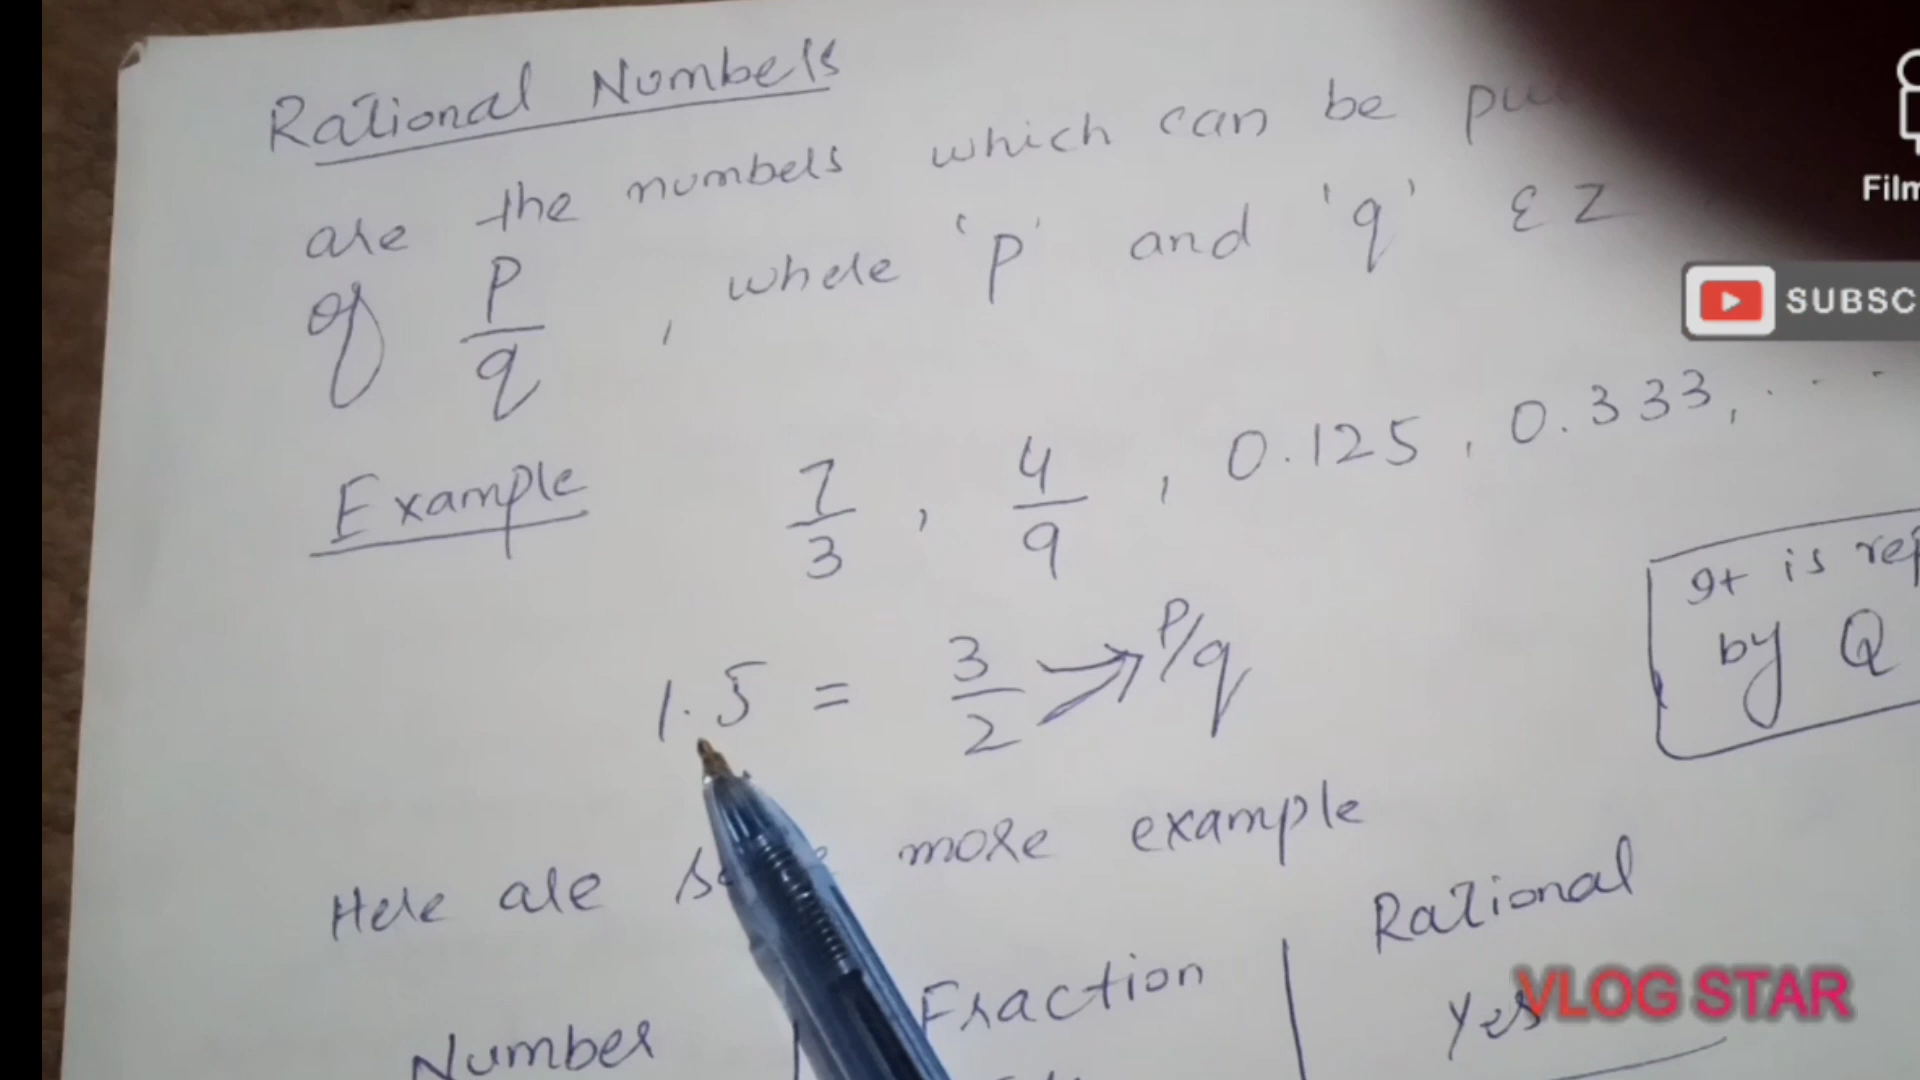 Rational Numbers
are the numbers which can be
of p/q , where 'p' and 'q' ε Z
Example 7/3 , 4/9 , 0.125 , 0.333, ....
1.5 = 3/2 → p/q
It is
by Q
Here are more example
Number | Fraction | Rational
Yes
Film
SUBSC
VLOG STAR